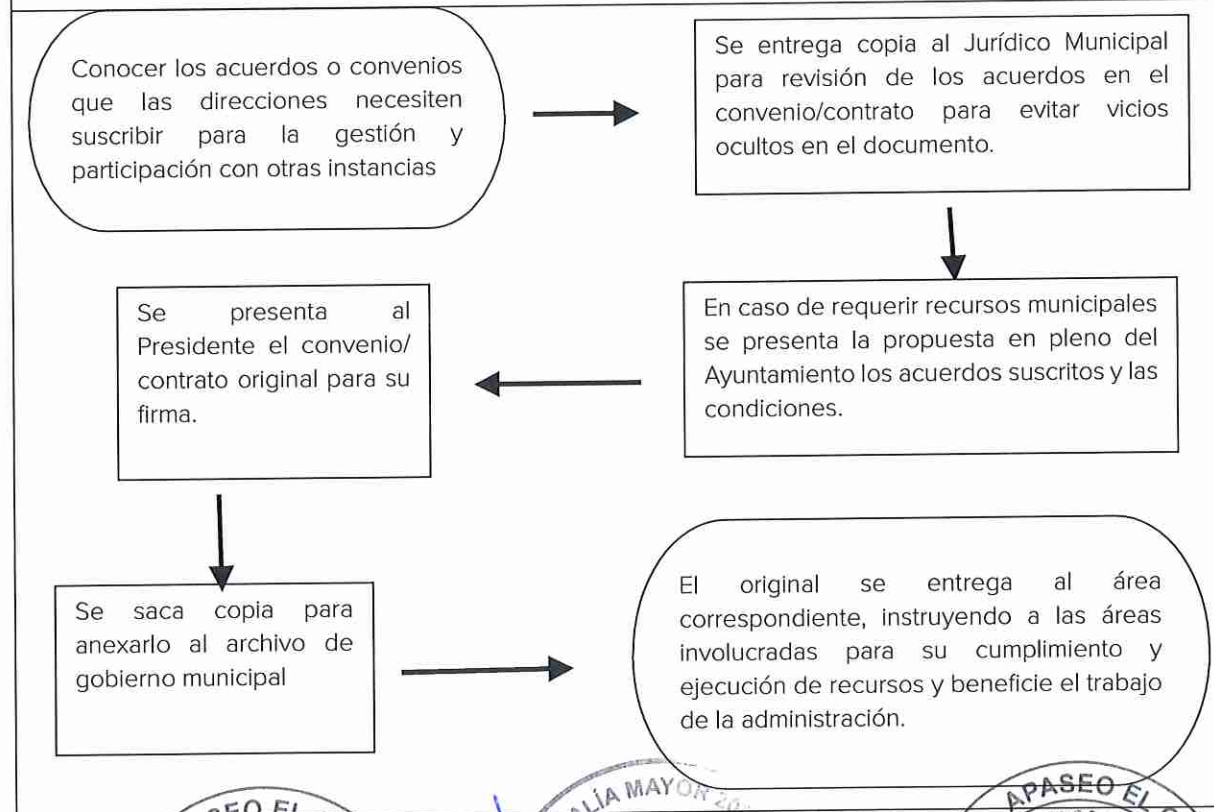 Conocer los acuerdos o convenios
que las direcciones necesiten
suscribir para la gestión y
participación con otras instancias
Se entrega copia al Jurídico Municipal
para revisión de los acuerdos en el
convenio/contrato para evitar vicios
ocultos en el documento.
En caso de requerir recursos municipales
se presenta la propuesta en pleno del
Ayuntamiento los acuerdos suscritos y las
condiciones.
Se presenta al
Presidente el convenio/
contrato original para su
firma.
Se saca copia para
anexarlo al archivo de
gobierno municipal
El original se entrega al área
correspondiente, instruyendo a las áreas
involucradas para su cumplimiento y
ejecución de recursos y beneficie el trabajo
de la administración.
MAYOR
APASEO EL